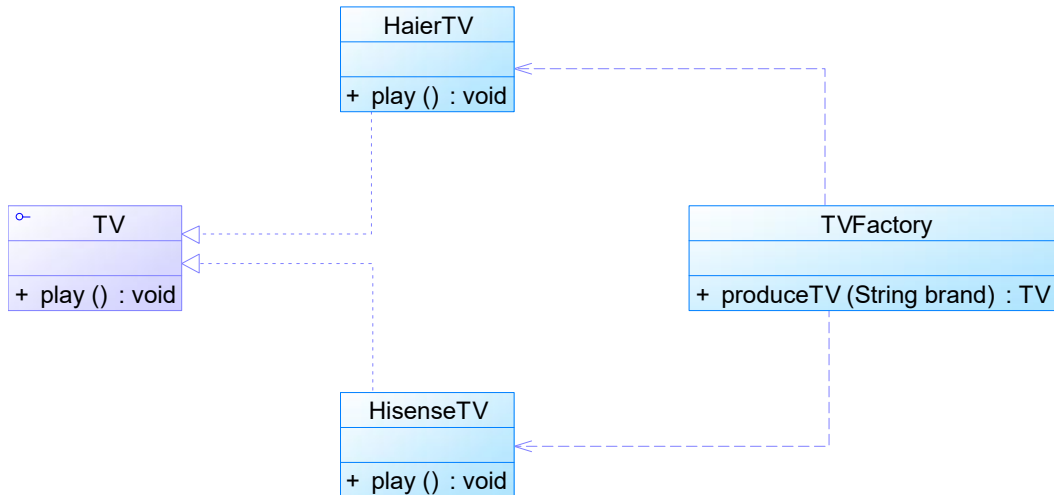 HaierTV
+ play () : void
TV
+ play () : void
TVFactory
+ produceTV (String brand) : TV
HisenseTV
+ play () : void